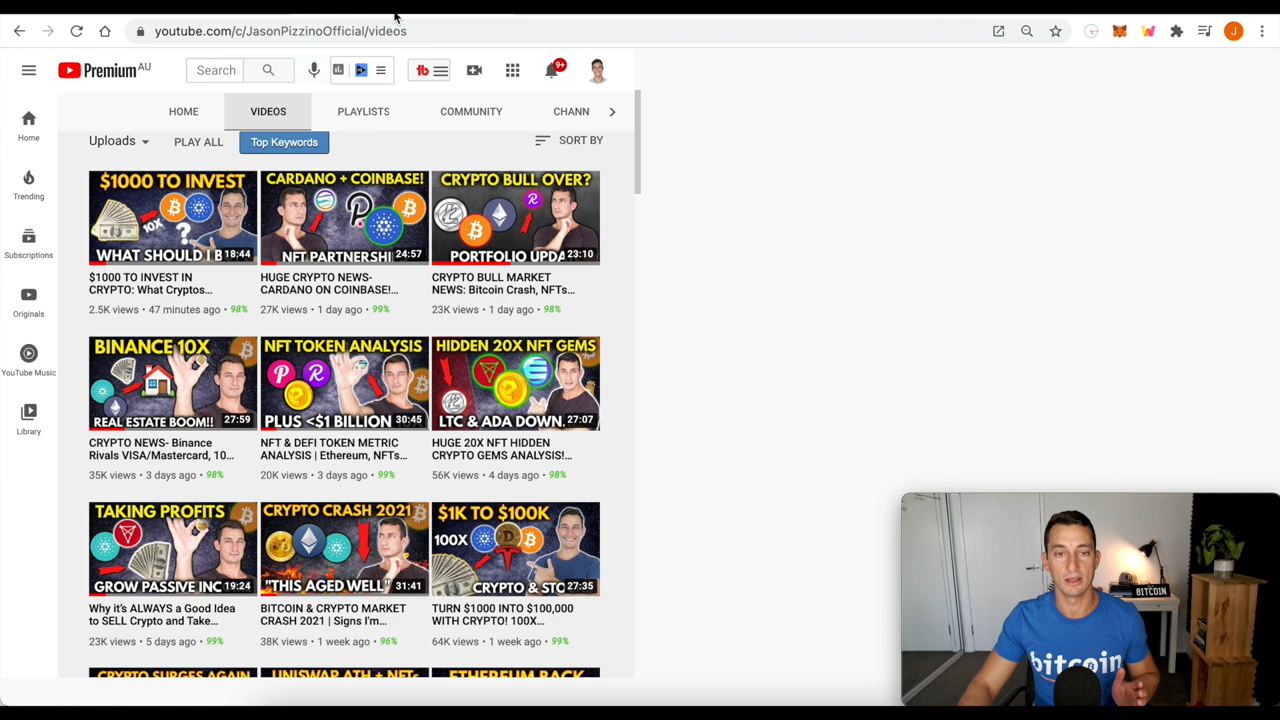 youtube.com/c/JasonPizzinoOfficial/videos
J
Premium AU
Search
9+
HOME VIDEOS PLAYLISTS COMMUNITY CHANN
Uploads PLAY ALL Top Keywords SORT BY
Home
Trending
Subscriptions
Originals
YouTube Music
Library
$1000 TO INVEST
10X
?
WHAT SHOULD I B
18:44
$1000 TO INVEST IN
CRYPTO: What Cryptos...
2.5K views • 47 minutes ago • 98%
CARDANO + COINBASE!
NFT PARTNERSHI
24:57
HUGE CRYPTO NEWS-
CARDANO ON COINBASE!...
27K views • 1 day ago • 99%
CRYPTO BULL OVER?
PORTFOLIO UPDA
23:10
CRYPTO BULL MARKET
NEWS: Bitcoin Crash, NFTs...
23K views • 1 day ago • 98%
BINANCE 10X
REAL ESTATE BOOM!!
27:59
CRYPTO NEWS- Binance
Rivals VISA/Mastercard, 10...
35K views • 3 days ago • 98%
NFT TOKEN ANALYSIS
?
PLUS <$1 BILLION
30:45
NFT & DEFI TOKEN METRIC
ANALYSIS | Ethereum, NFTs...
20K views • 3 days ago • 99%
HIDDEN 20X NFT GEMS
?
LTC & ADA DOWN.
27:07
HUGE 20X NFT HIDDEN
CRYPTO GEMS ANALYSIS!...
56K views • 4 days ago • 98%
TAKING PROFITS
GROW PASSIVE INC
19:24
Why it's ALWAYS a Good Idea
to SELL Crypto and Take...
23K views • 5 days ago • 99%
CRYPTO CRASH 2021
"THIS AGED WELL"
31:41
BITCOIN & CRYPTO MARKET
CRASH 2021 | Signs I'm...
38K views • 1 week ago • 96%
$1K TO $100K
100X
CRYPTO & STO
27:35
TURN $1000 INTO $100,000
WITH CRYPTO! 100X...
64K views • 1 week ago • 99%
CRYPTO SURGES AGAIN
UNISWAP ATH + NFTs
ETHEREUM BACK
BITCOIN
bitcoin